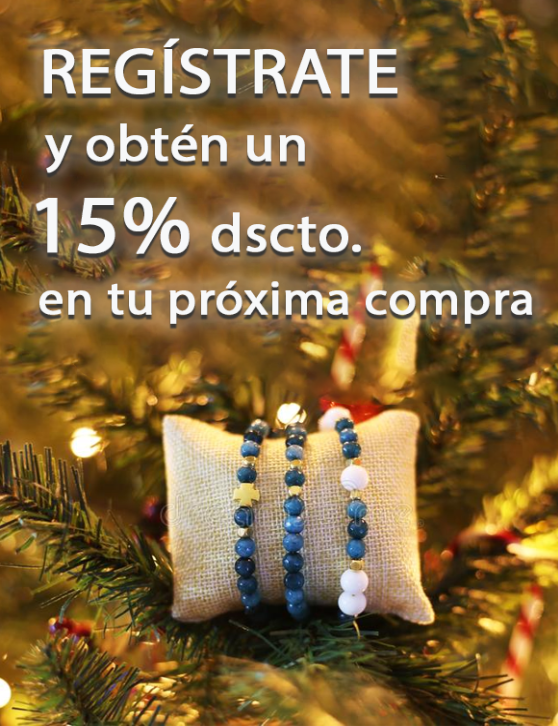 REGÍSTRATE
y obtén un
15% dscto.
en tu próxima compra